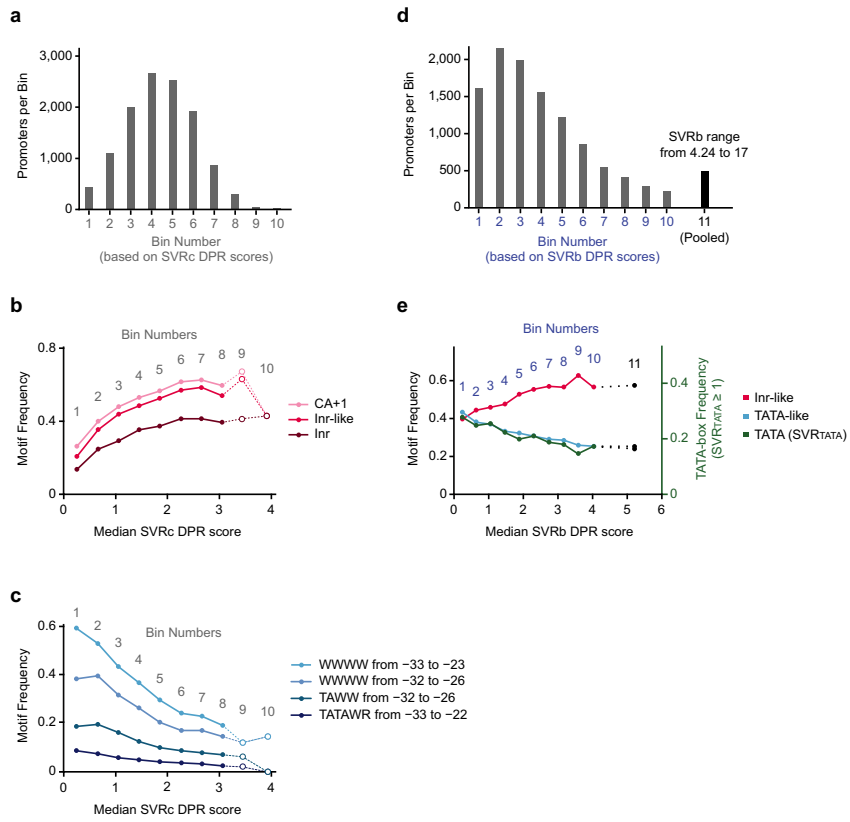 a
3,000
2,000
1,000
0
Promoters per Bin
1 2 3 4 5 6 7 8 9 10
Bin Number
(based on SVRc DPR scores)
b
Bin Numbers
0.8
0.4
0
Motif Frequency
1 2 3 4 5 6 7 8 9 10
CA+1
Inr-like
Inr
0 1 2 3 4
Median SVRc DPR score
c
Bin Numbers
0.6
0.4
0.2
0
Motif Frequency
1 2 3 4 5 6 7 8 9 10
WWWW from −33 to −23
WWWW from −32 to −26
TAWW from −32 to −26
TATAWR from −33 to −22
0 1 2 3 4
Median SVRc DPR score
d
2,000
1,500
1,000
500
0
Promoters per Bin
SVRb range
from 4.24 to 17
1 2 3 4 5 6 7 8 9 10 11
(Pooled)
Bin Number
(based on SVRb DPR scores)
e
Bin Numbers
0.6
0.4
0.2
0
Motif Frequency
1 2 3 4 5 6 7 8 9 10 11
0.4
0.2
0
TATA-box Frequency
(SVRTATA ≥ 1)
Inr-like
TATA-like
TATA (SVRTATA)
0 1 2 3 4 5 6
Median SVRb DPR score